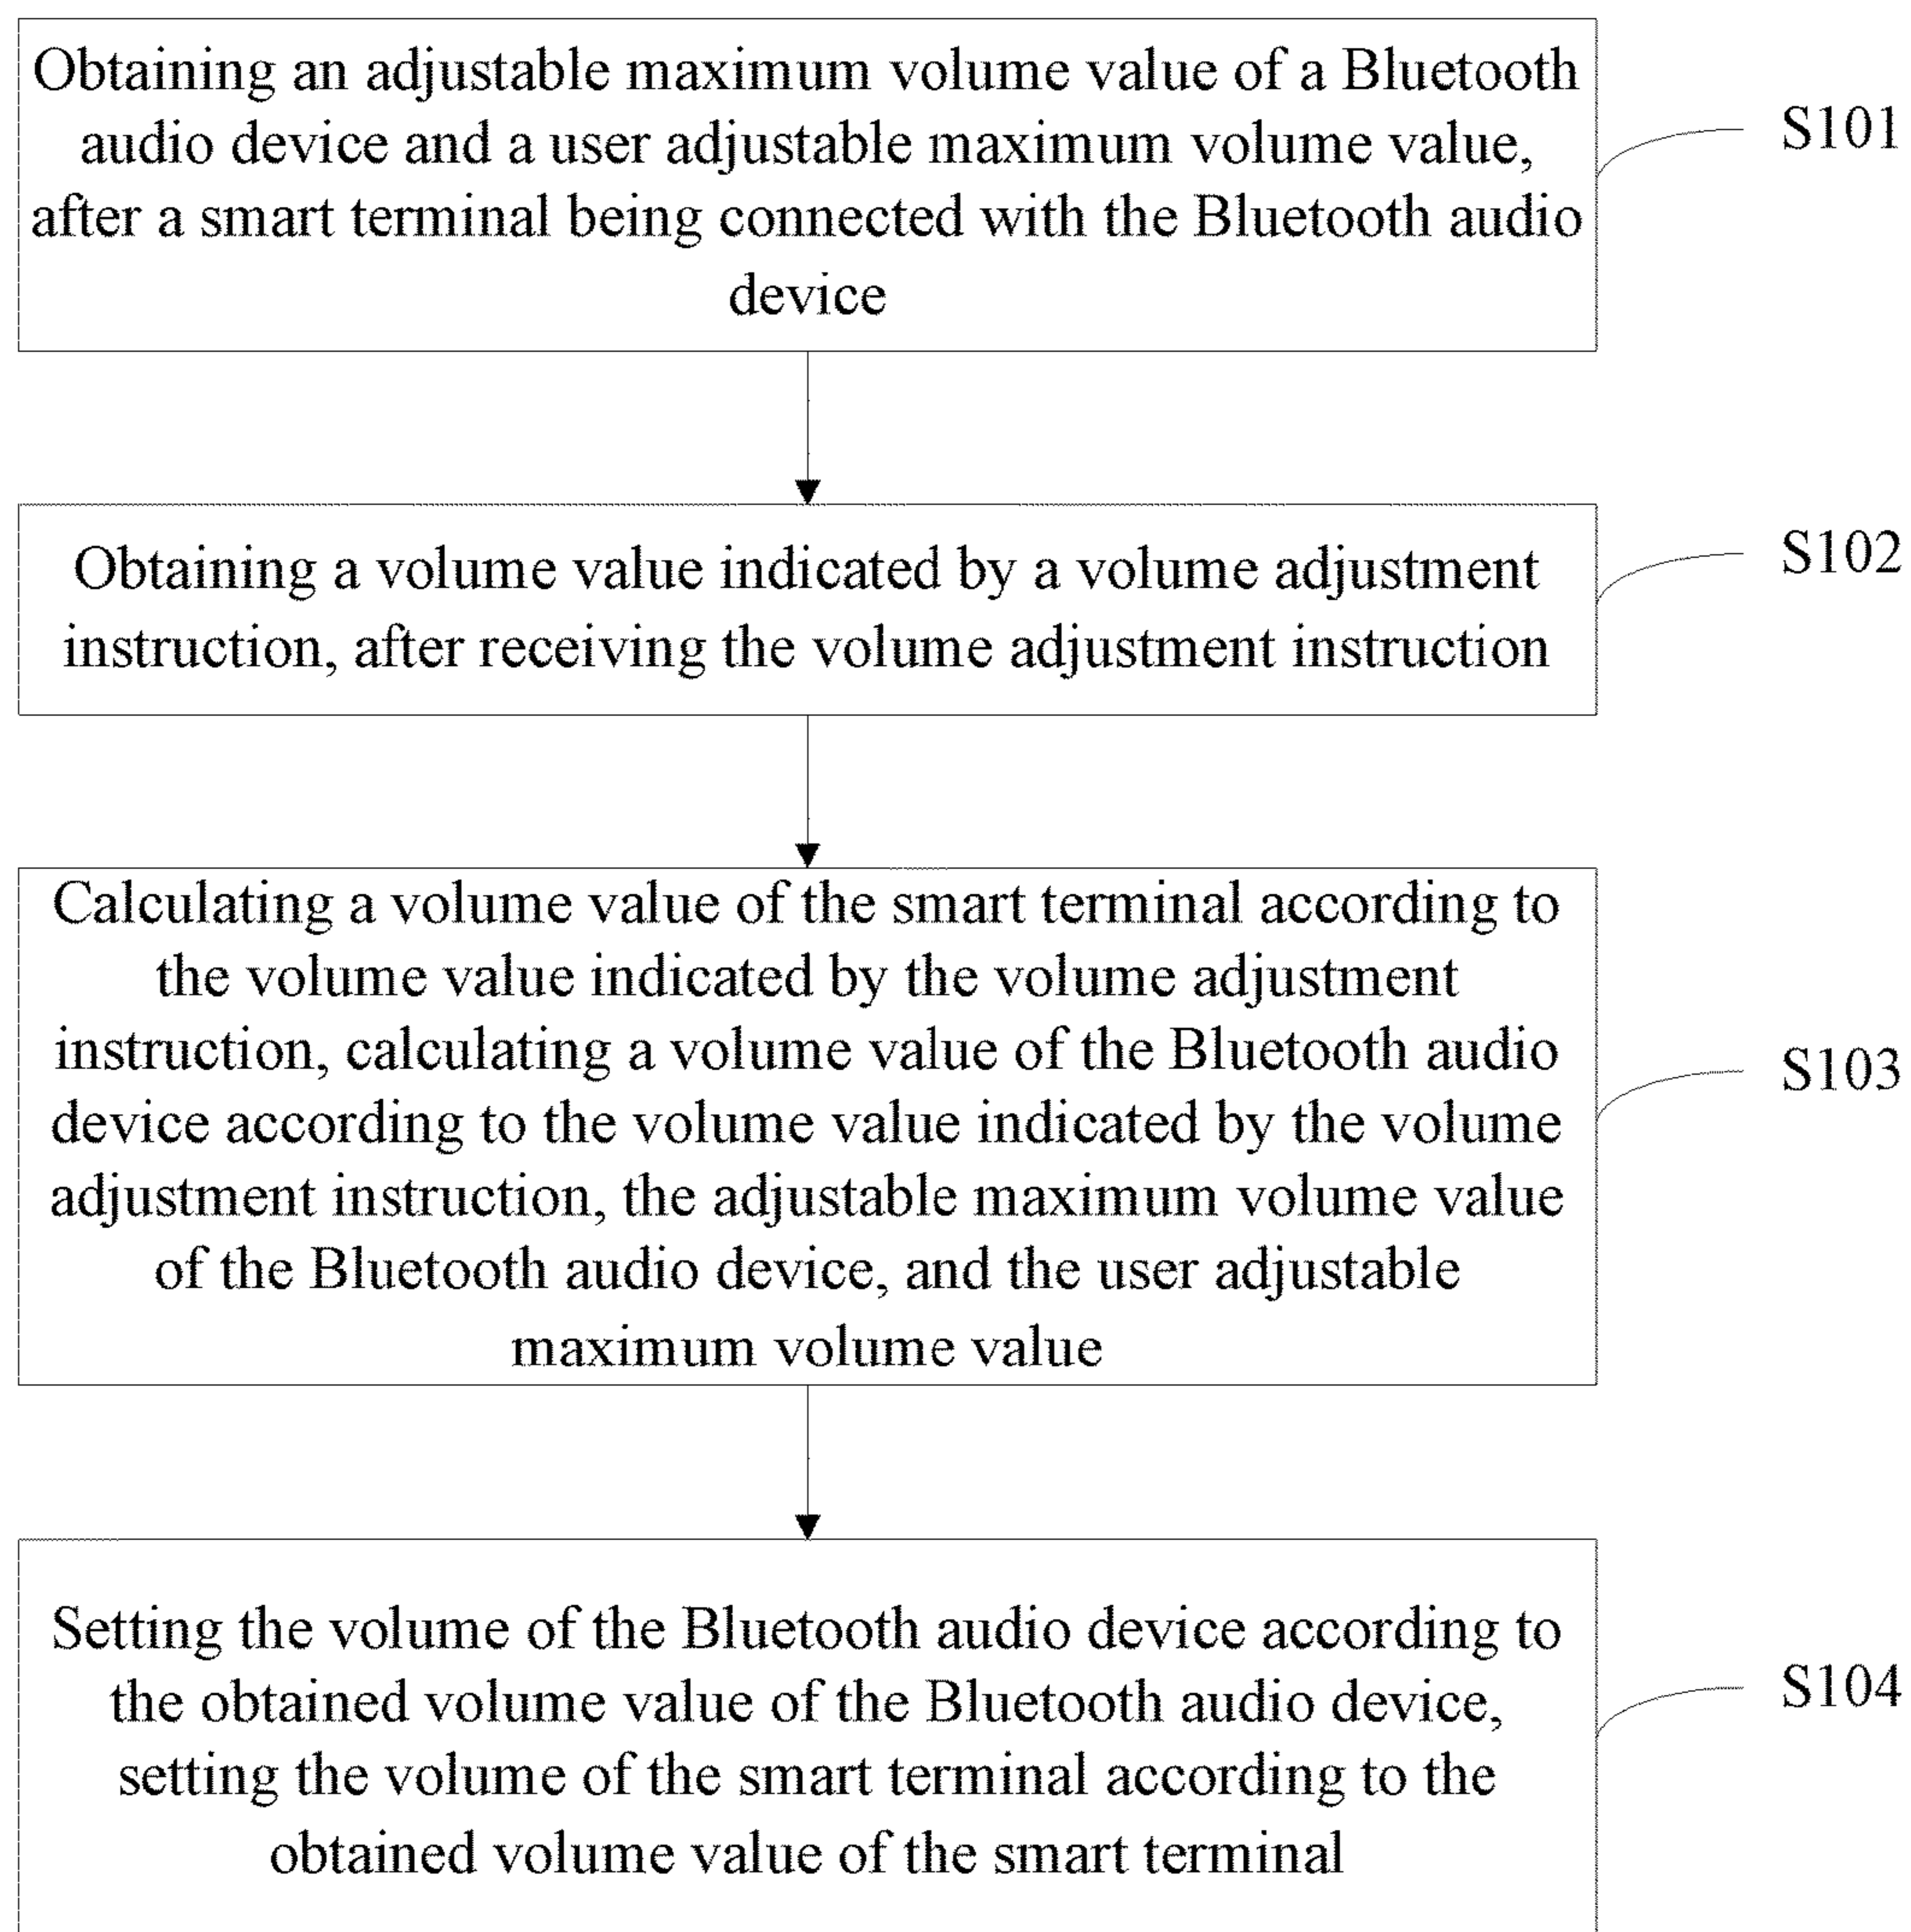 Obtaining an adjustable maximum volume value of a Bluetooth
audio device and a user adjustable maximum volume value,
after a smart terminal being connected with the Bluetooth audio
device
S101
Obtaining a volume value indicated by a volume adjustment
instruction, after receiving the volume adjustment instruction
S102
Calculating a volume value of the smart terminal according to
the volume value indicated by the volume adjustment
instruction, calculating a volume value of the Bluetooth audio
device according to the volume value indicated by the volume
adjustment instruction, the adjustable maximum volume value
of the Bluetooth audio device, and the user adjustable
maximum volume value
S103
Setting the volume of the Bluetooth audio device according to
the obtained volume value of the Bluetooth audio device,
setting the volume of the smart terminal according to the
obtained volume value of the smart terminal
S104